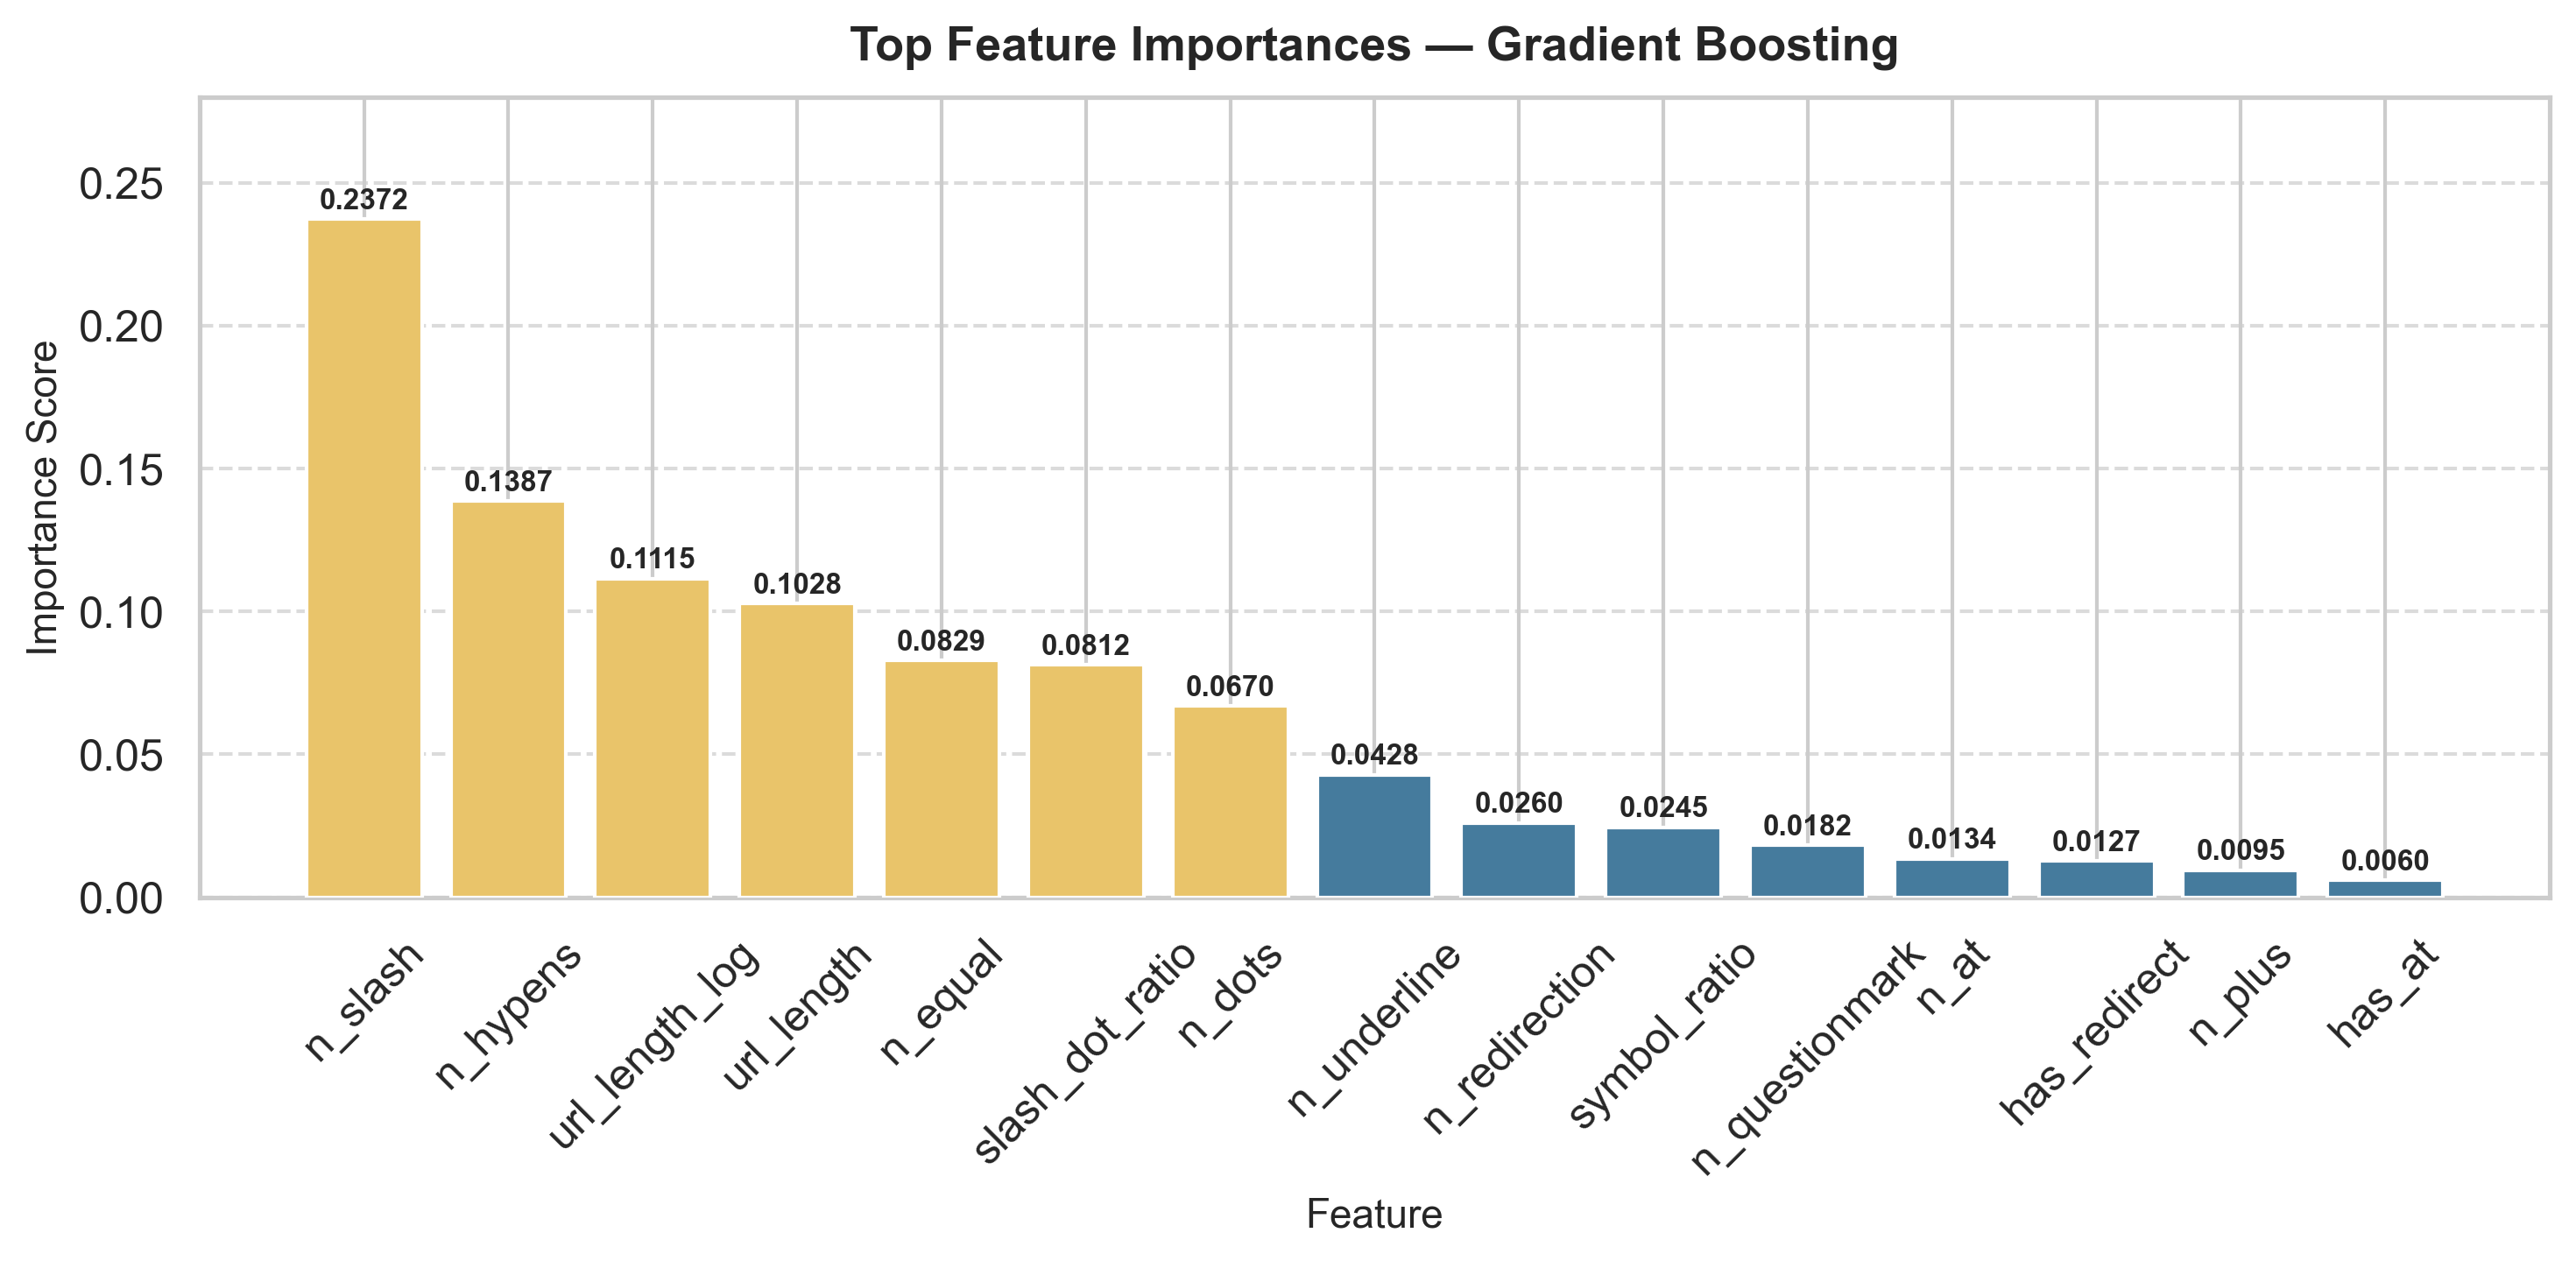 Top Feature Importances — Gradient Boosting
Importance Score
0.25
0.20
0.15
0.10
0.05
0.00
0.2372
0.1387
0.1115
0.1028
0.0829
0.0812
0.0670
0.0428
0.0260
0.0245
0.0182
0.0134
0.0127
0.0095
0.0060
n_slash
n_hypens
url_length_log
url_length
n_equal
slash_dot_ratio
n_dots
n_underline
n_redirection
symbol_ratio
n_questionmark
n_at
has_redirect
n_plus
has_at
Feature